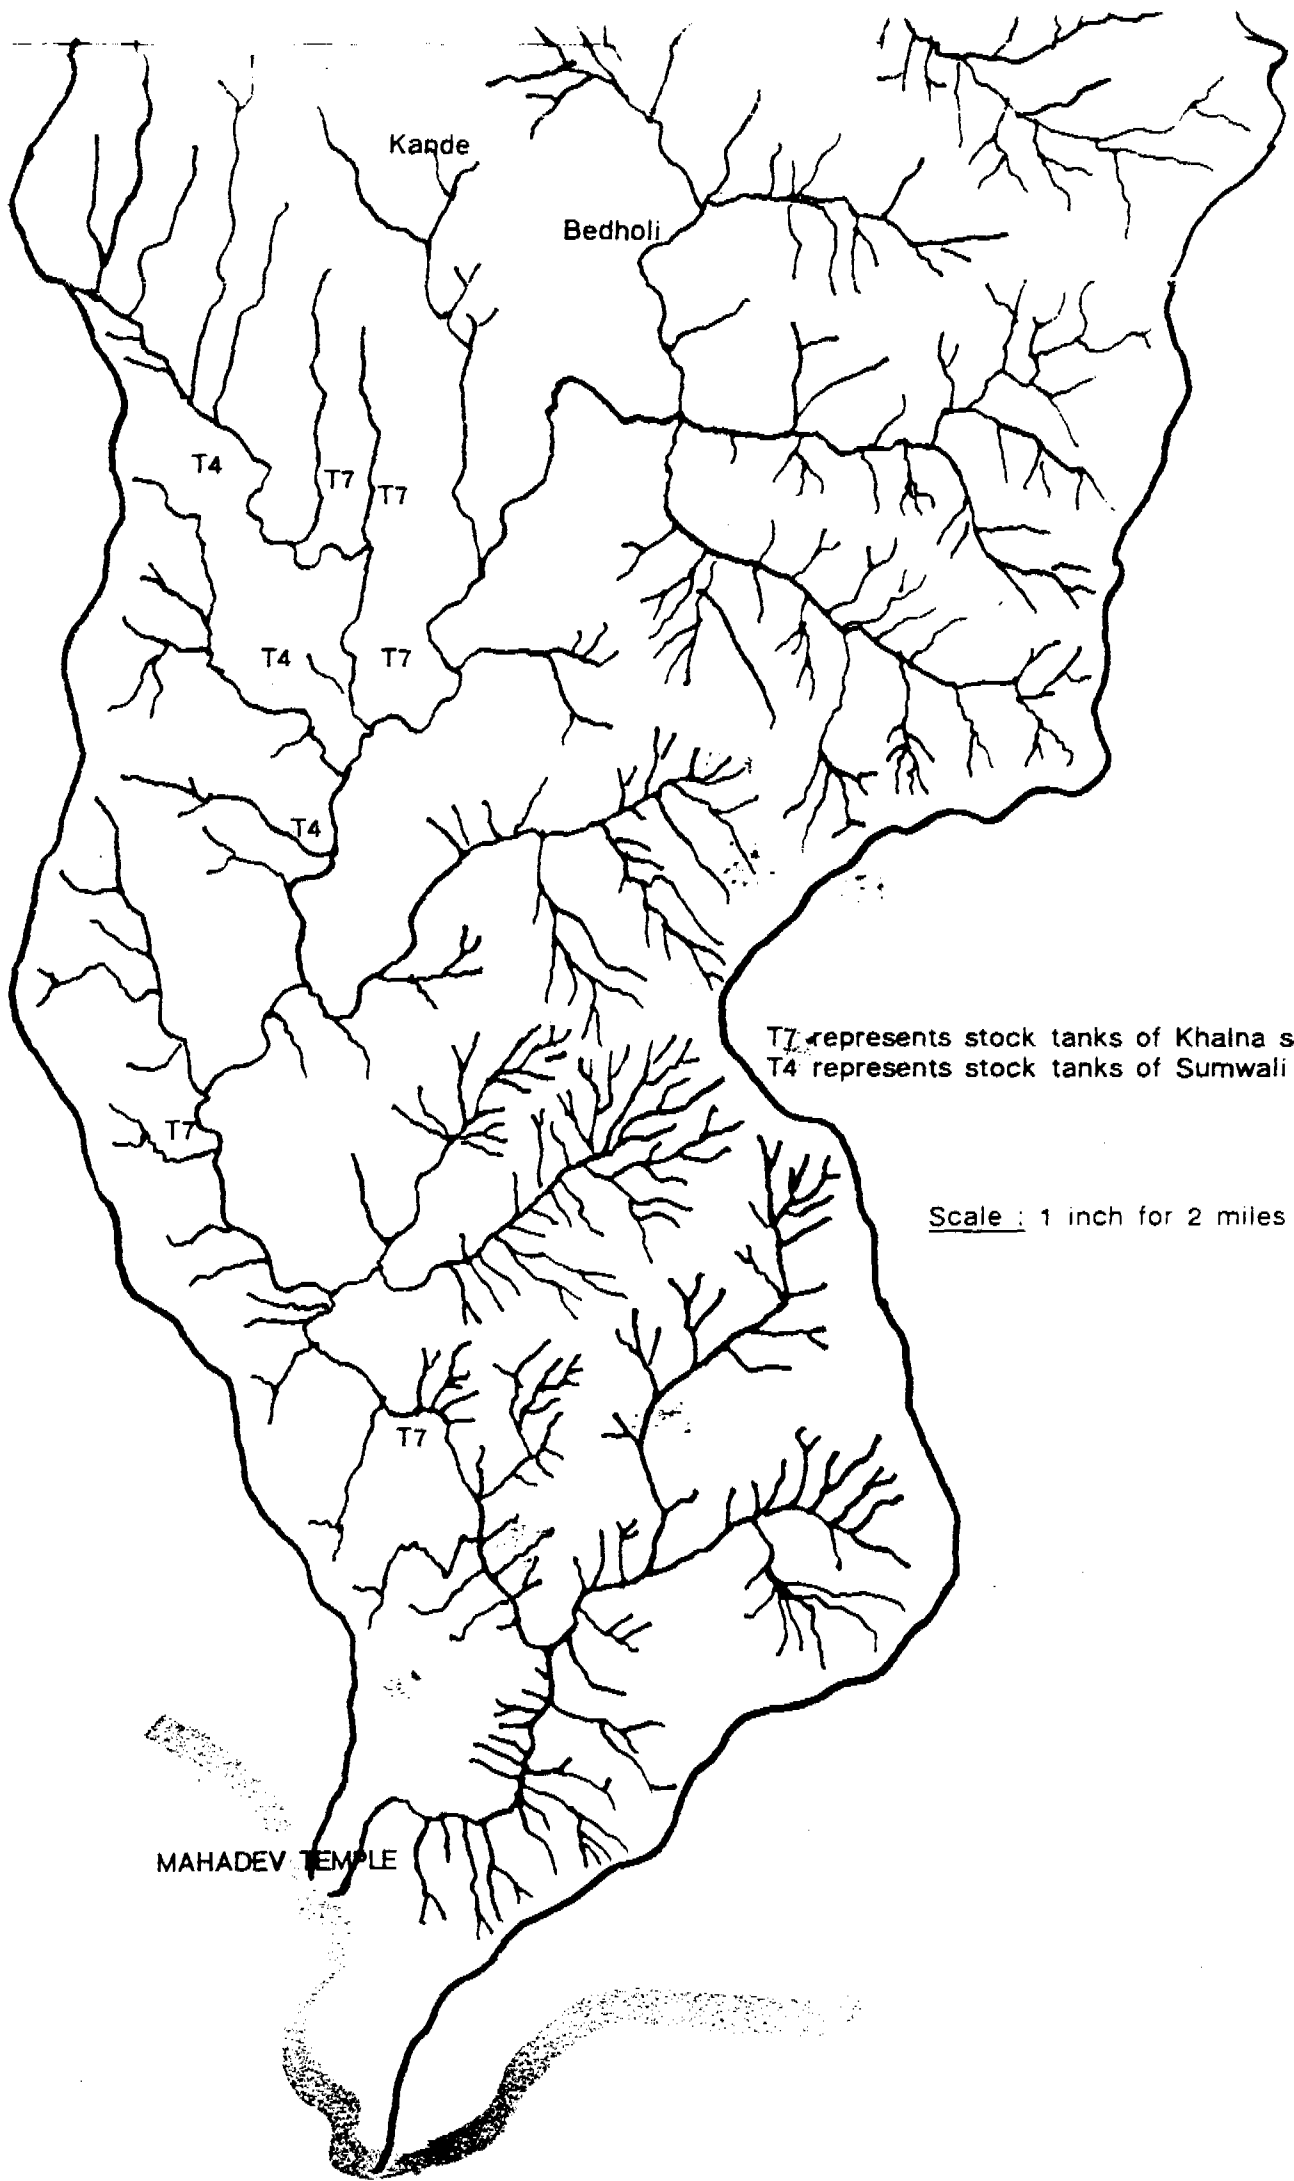 Kande
Bedholi
T4
T7
T7
T4
T7
T4
T7 represents stock tanks of Khalna s
T4 represents stock tanks of Sumwali
T7
Scale : 1 inch for 2 miles
T7
MAHADEV TEMPLE